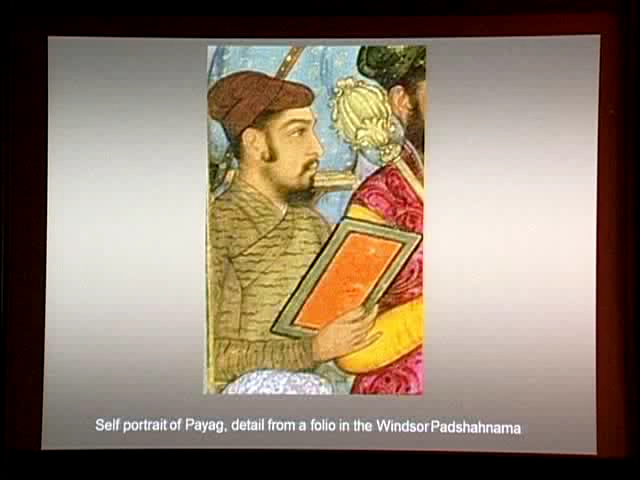 Self portrait of Payag, detail from a folio in the Windsor Padshahnama